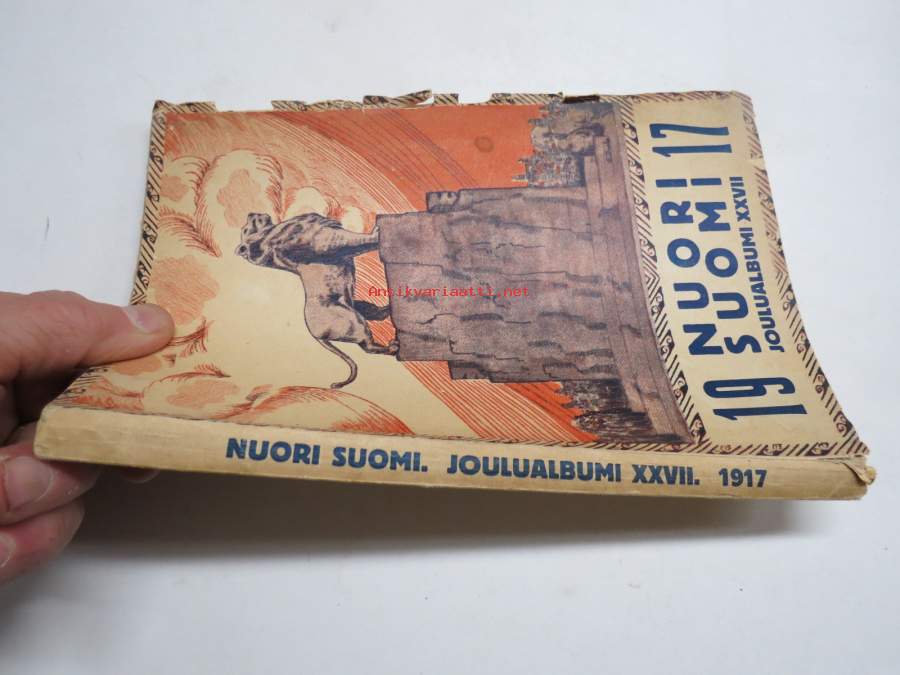 19 NUORI 17
SUOMI
JOULUALBUMI XXVII
NUORI SUOMI. JOULUALBUMI XXVII. 1917
Antikvariaatti.net